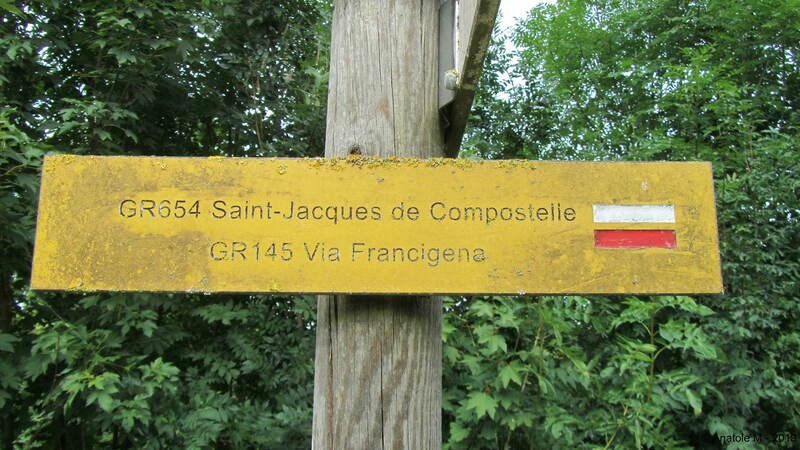 GR654 Saint-Jacques de Compostelle
GR145 Via Francigena